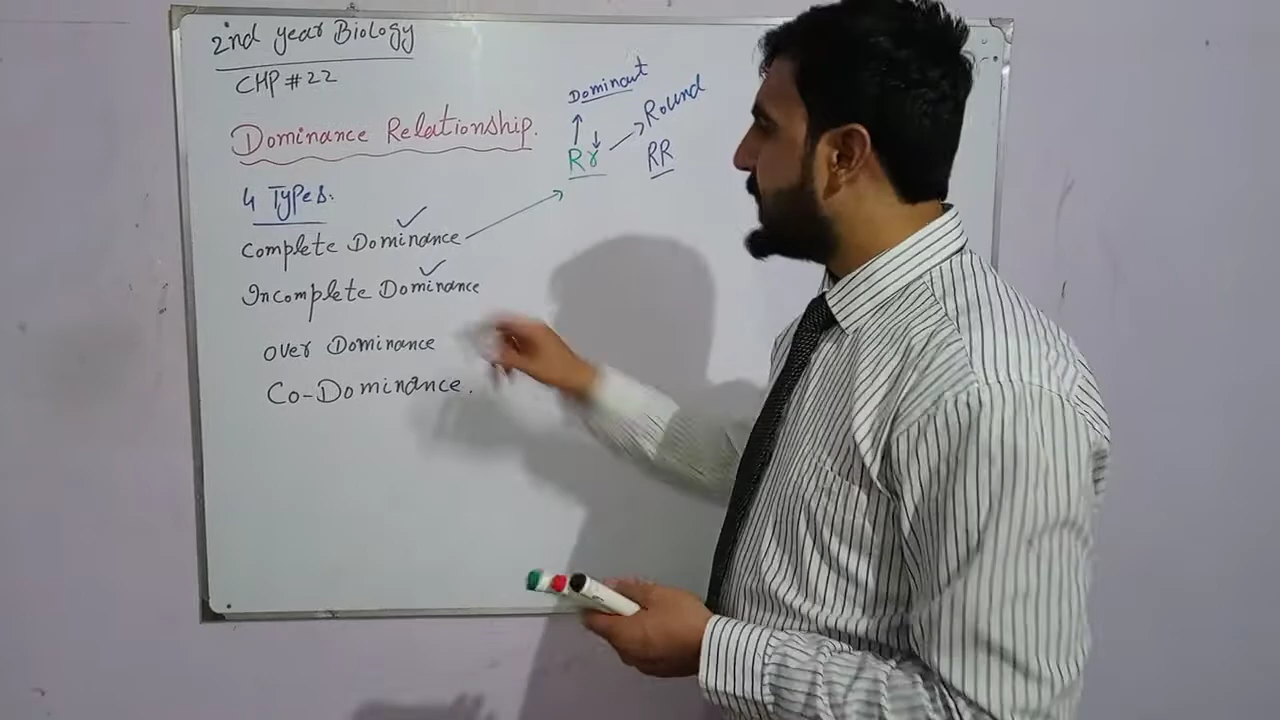 2nd year Biology
CHP # 22
Dominance Relationship.
4 Types.
Complete Dominance
Incomplete Dominance
over Dominance
Co-Dominance.
Dominant
Round
Rr
RR